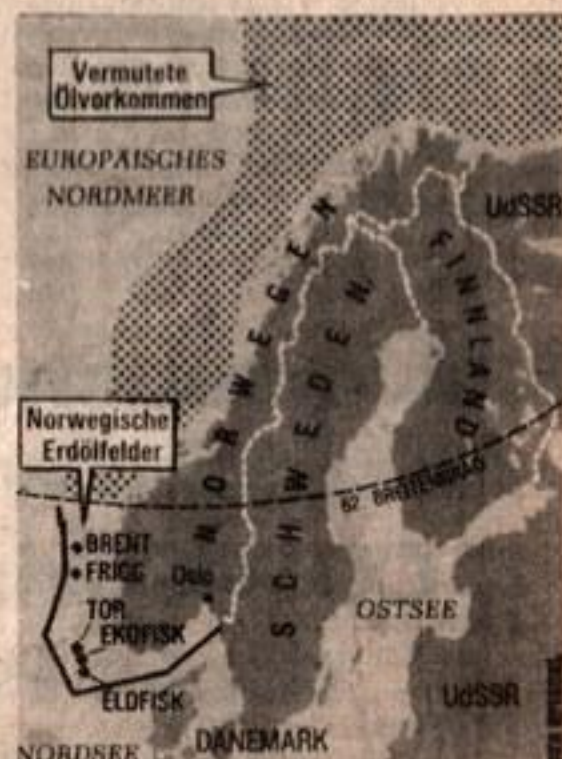 Vermutete
Ölvorkommen
EUROPÄISCHES
NORDMEER
UdSSR
NORWEGEN
SCHWEDEN
FINNLAND
Norwegische
Erdölfelder
62. BREITENGRAD
BRENT
FRIGG
Oslo
TOR
EKOFISK
ELDFISK
OSTSEE
UdSSR
DÄNEMARK
NORDSEE